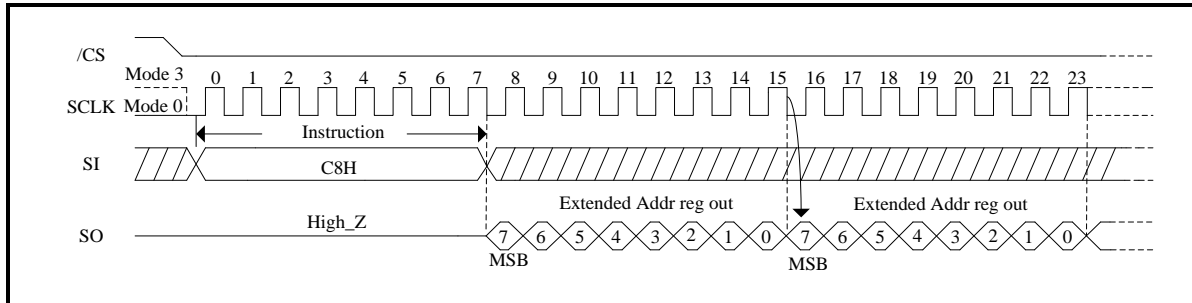 /CS
Mode 3 0 1 2 3 4 5 6 7 8 9 10 11 12 13 14 15 16 17 18 19 20 21 22 23
SCLK Mode 0
Instruction
SI C8H
Extended Addr reg out Extended Addr reg out
High_Z
SO 7 6 5 4 3 2 1 0 7 6 5 4 3 2 1 0
MSB MSB